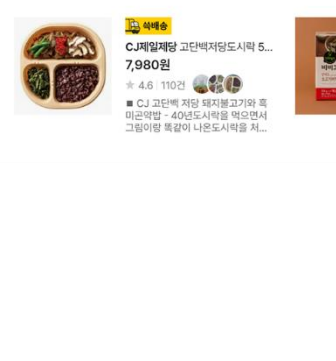 쓱배송
CJ제일제당 고단백저당도시락 5...
7,980원
★ 4.6 110건
■ CJ 고단백 저당 돼지불고기와 흑
미곤약밥 - 40년도시락을 먹으면서
그림이랑 똑같이 나온도시락을 처...